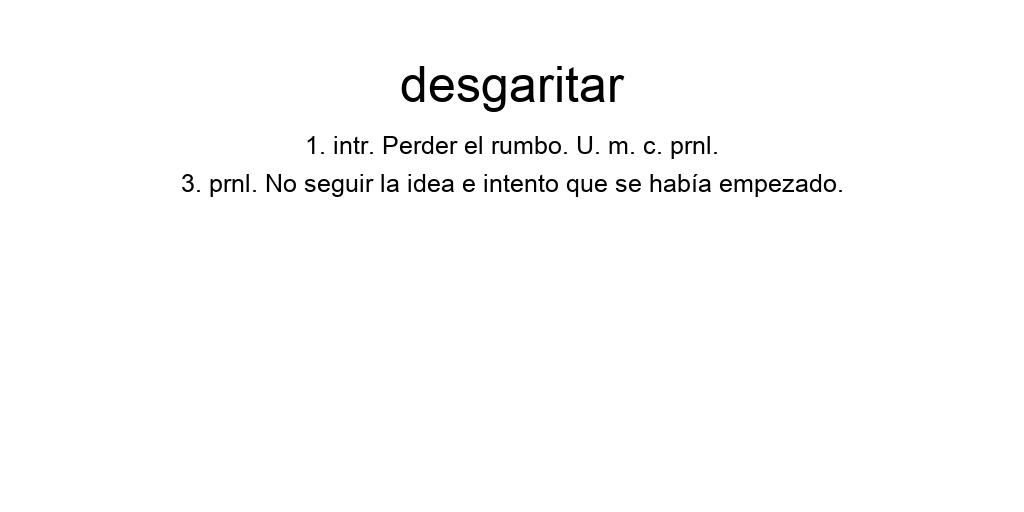 desgaritar
1. intr. Perder el rumbo. U. m. c. prnl.
3. prnl. No seguir la idea e intento que se había empezado.